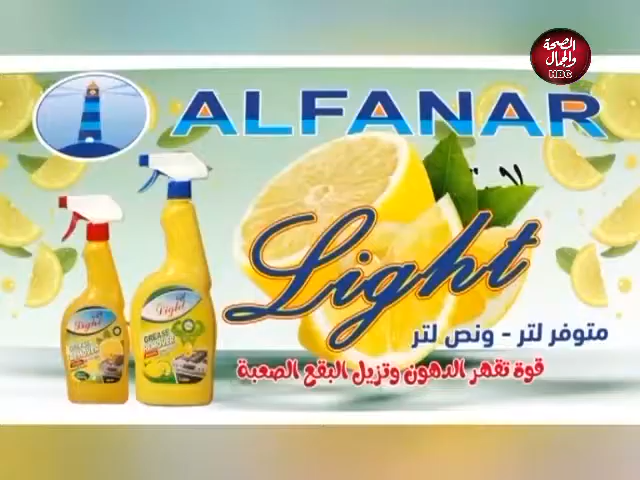 الصحة
والجمال
HBG
ALFANAR
Light
متوفر لتر - ونص لتر
قوة تقهر الدهون وتزيل البقع الصعبة
Light
GREASE
REMOVER
Light
GREASE
REMOVER